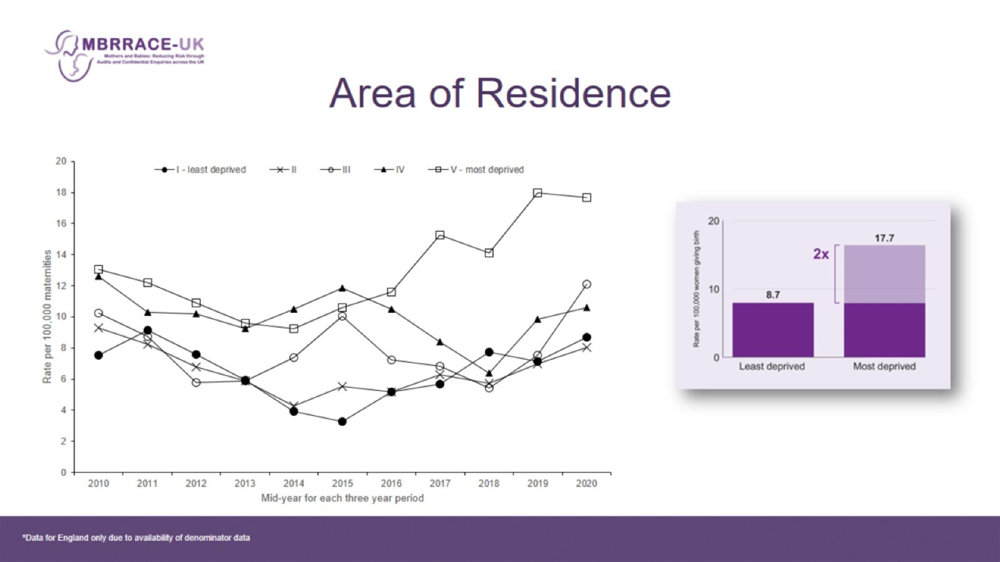 MBRRACE-UK
Mothers and Babies: Reducing Risk through
Audits and Confidential Enquiries across the UK
Area of Residence
I - least deprived II III IV V - most deprived
Rate per 100,000 maternities
20
18
16
14
12
10
8
6
4
2
0
2010 2011 2012 2013 2014 2015 2016 2017 2018 2019 2020
Mid-year for each three year period
Rate per 100,000 women giving birth
20
10
0
17.7
2x
8.7
Least deprived Most deprived
*Data for England only due to availability of denominator data